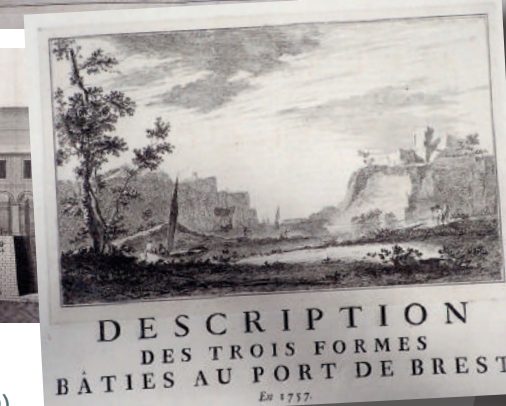 DESCRIPTION
DES TROIS FORMES
BÂTIES AU PORT DE BREST
En 1757.
)